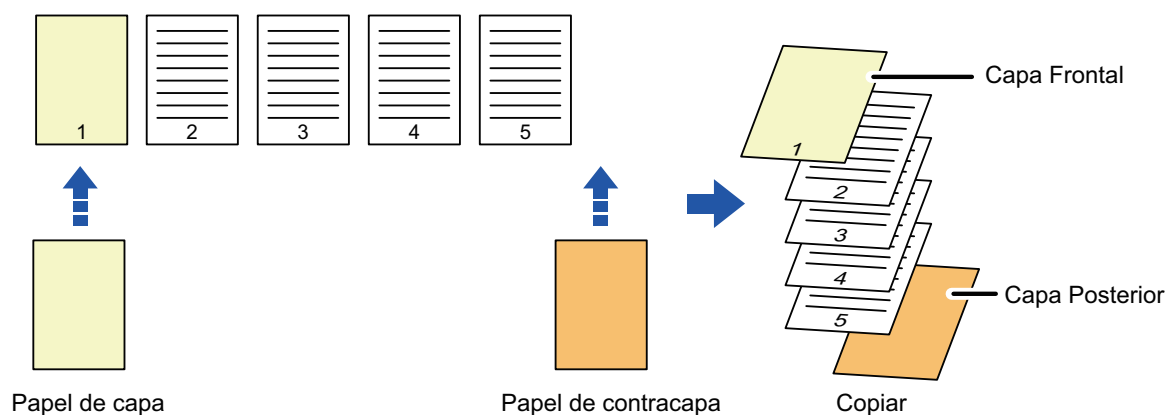 1 2 3 4 5
Capa Frontal
1
2
3
4
5
Capa Posterior
Papel de capa
Papel de contracapa
Copiar